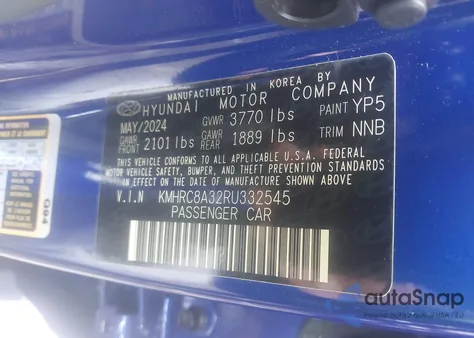 MANUFACTURED IN KOREA BY
HYUNDAI MOTOR COMPANY
MAY/2024 GVWR 3770 lbs PAINT YP5
GAWR FRONT 2101 lbs GAWR REAR 1889 lbs TRIM NNB
THIS VEHICLE CONFORMS TO ALL APPLICABLE U.S.A. FEDERAL
MOTOR VEHICLE SAFETY, BUMPER, AND THEFT PREVENTION STANDARDS
IN EFFECT ON THE DATE OF MANUFACTURE SHOWN ABOVE.
V.I.N KMHRC8A32RU332545
PASSENGER CAR
G94
autoSnap